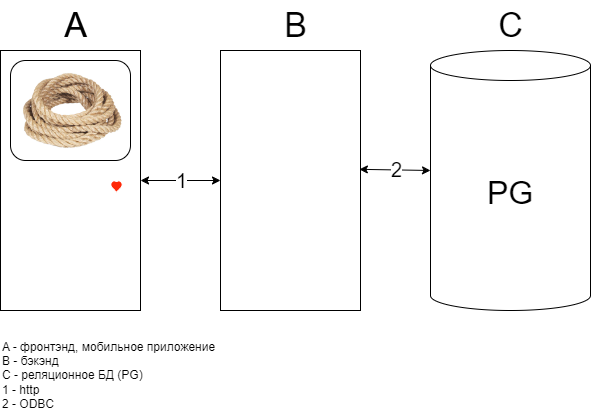 A
B
C
1
2
PG
A - фронтэнд, мобильное приложение
B - бэкэнд
C - реляционное БД (PG)
1 - http
2 - ODBC